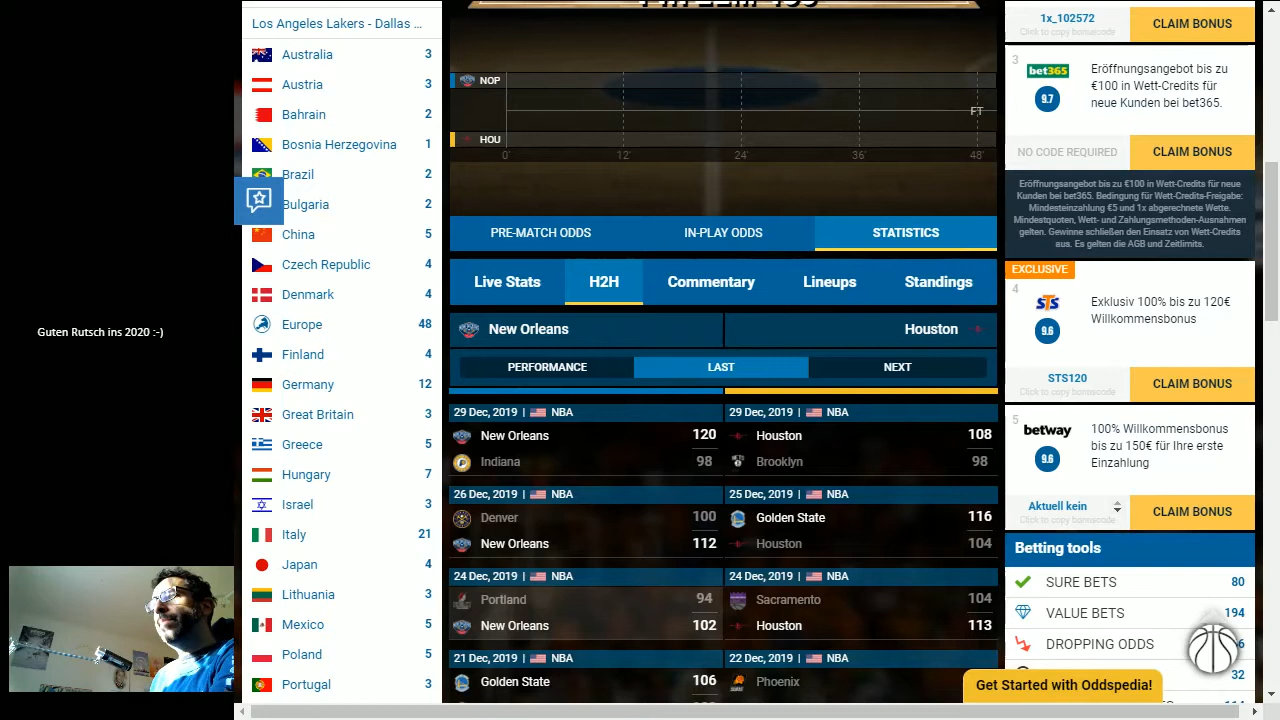 Los Angeles Lakers - Dallas ...
Australia 3
Austria 3
Bahrain 2
Bosnia Herzegovina 1
Brazil 2
Bulgaria 2
China 5
Czech Republic 4
Denmark 4
Europe 48
Finland 4
Germany 12
Great Britain 3
Greece 5
Hungary 7
Israel 3
Italy 21
Japan 4
Lithuania 3
Mexico 5
Poland 5
Portugal 3
Guten Rutsch ins 2020 :-)
NOP
FT
HOU
0' 12' 24' 36' 48'
PRE-MATCH ODDS IN-PLAY ODDS STATISTICS
Live Stats H2H Commentary Lineups Standings
New Orleans Houston
PERFORMANCE LAST NEXT
29 Dec, 2019 | NBA
New Orleans 120
Indiana 98
26 Dec, 2019 | NBA
Denver 100
New Orleans 112
24 Dec, 2019 | NBA
Portland 94
New Orleans 102
21 Dec, 2019 | NBA
Golden State 106
29 Dec, 2019 | NBA
Houston 108
Brooklyn 98
25 Dec, 2019 | NBA
Golden State 116
Houston 104
24 Dec, 2019 | NBA
Sacramento 104
Houston 113
22 Dec, 2019 | NBA
Phoenix
1x_102572
Click to copy bonuscode
CLAIM BONUS
3
bet365
9.7
Eröffnungsangebot bis zu
€100 in Wett-Credits für
neue Kunden bei bet365.
NO CODE REQUIRED CLAIM BONUS
Eröffnungsangebot bis zu €100 in Wett-Credits für neue
Kunden bei bet365. Bedingung für Wett-Credits-Freigabe:
Mindesteinzahlung €5 und 1x abgerechnete Wette.
Mindestquoten, Wett- und Zahlungsmethoden-Ausnahmen
gelten. Gewinne schließen den Einsatz von Wett-Credits
aus. Es gelten die AGB und Zeitlimits.
EXCLUSIVE
4
STS
9.6
Exklusiv 100% bis zu 120€
Willkommensbonus
STS120
Click to copy bonuscode
CLAIM BONUS
5
betway
9.6
100% Willkommensbonus
bis zu 150€ für Ihre erste
Einzahlung
Aktuell kein
Click to copy bonuscode
CLAIM BONUS
Betting tools
SURE BETS 80
VALUE BETS 194
DROPPING ODDS 6
32
Get Started with Oddspedia!